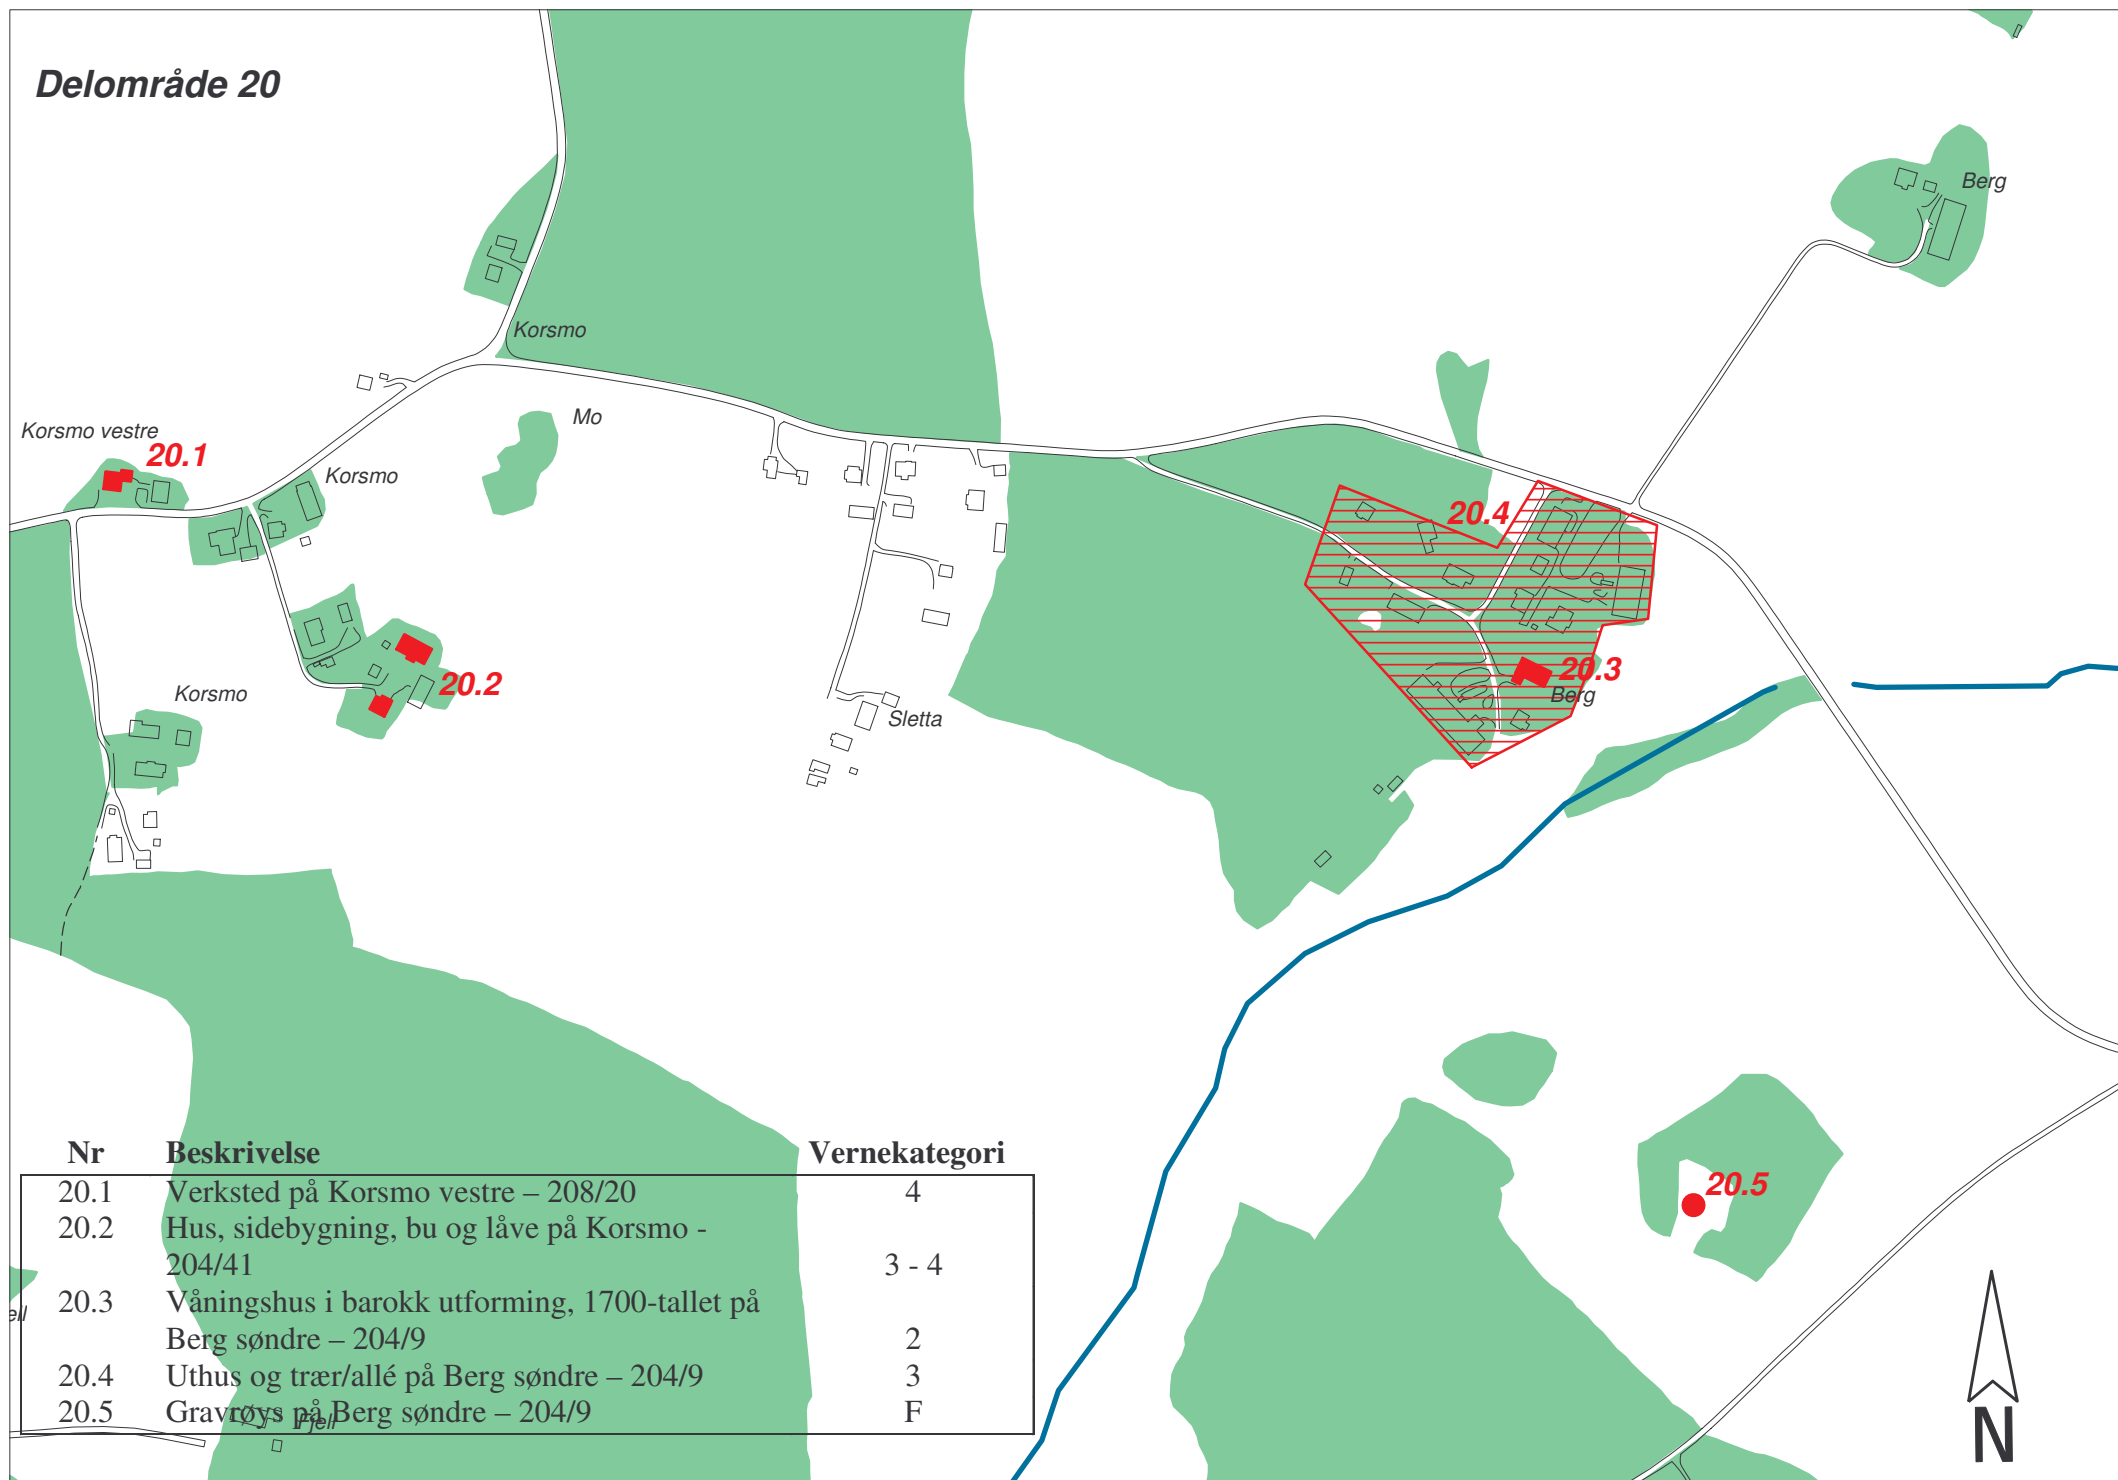 Delområde 20
Berg
Korsmo
Mo
Korsmo vestre
20.1
Korsmo
20.4
20.3
Berg
20.2
Korsmo
Sletta
20.5
Nr Beskrivelse Vernekategori
20.1 Verksted på Korsmo vestre – 208/20 4
20.2 Hus, sidebygning, bu og låve på Korsmo -
204/41 3 - 4
20.3 Våningshus i barokk utforming, 1700-tallet på
ell
Berg søndre – 204/9 2
20.4 Uthus og trær/allé på Berg søndre – 204/9 3
20.5 Gravrøys på Berg søndre – 204/9 F
Fjell
N